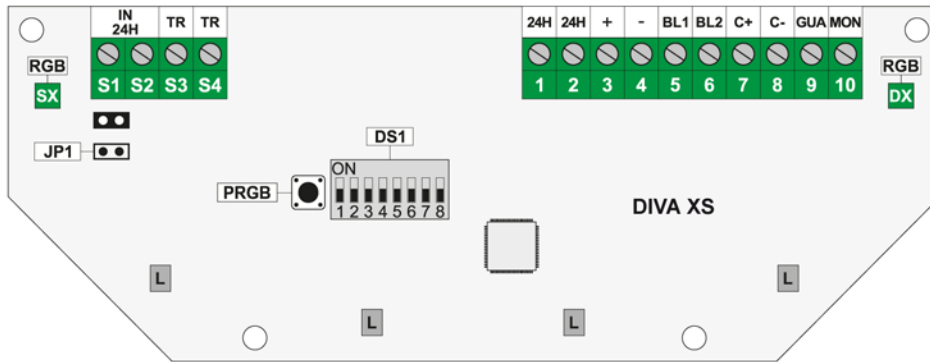 IN
24H
TR
TR
S1 S2 S3 S4
24H 24H + - BL1 BL2 C+ C- GUA MON
1 2 3 4 5 6 7 8 9 10
RGB
SX
RGB
DX
JP1
DS1
ON
1 2 3 4 5 6 7 8
PRGB
DIVA XS
L
L
L
L